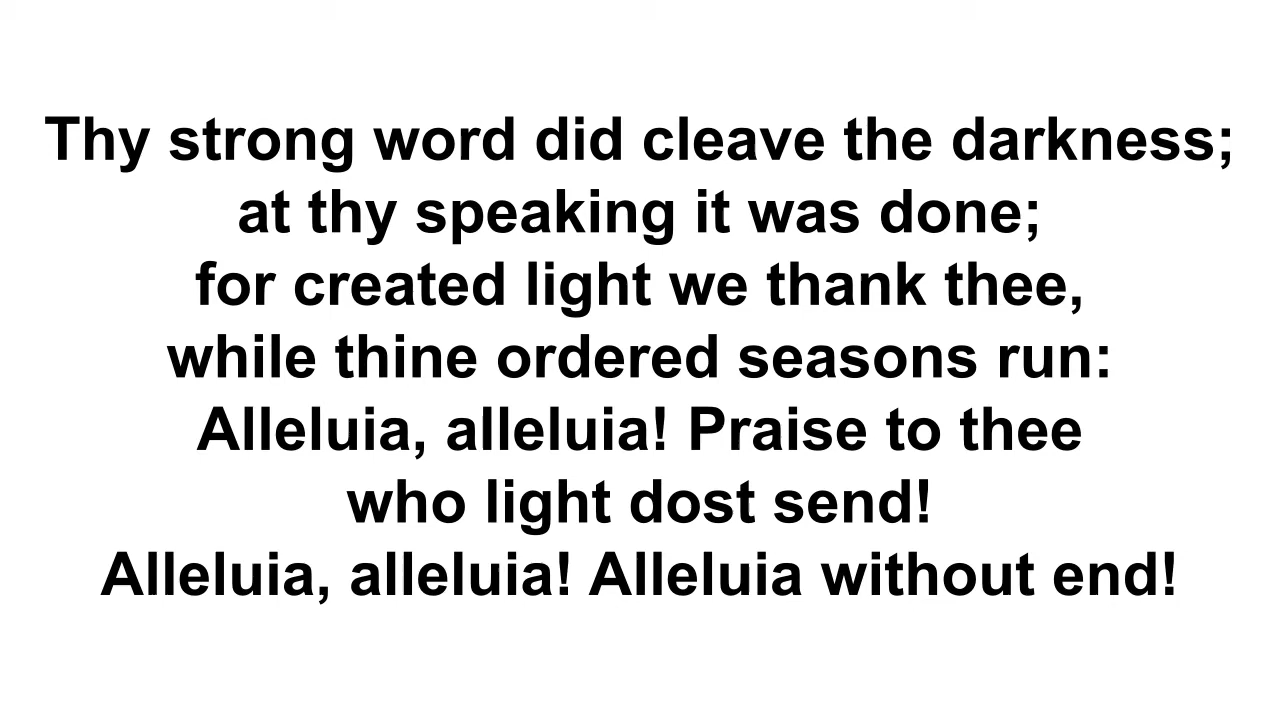 Thy strong word did cleave the darkness;
at thy speaking it was done;
for created light we thank thee,
while thine ordered seasons run:
Alleluia, alleluia! Praise to thee
who light dost send!
Alleluia, alleluia! Alleluia without end!